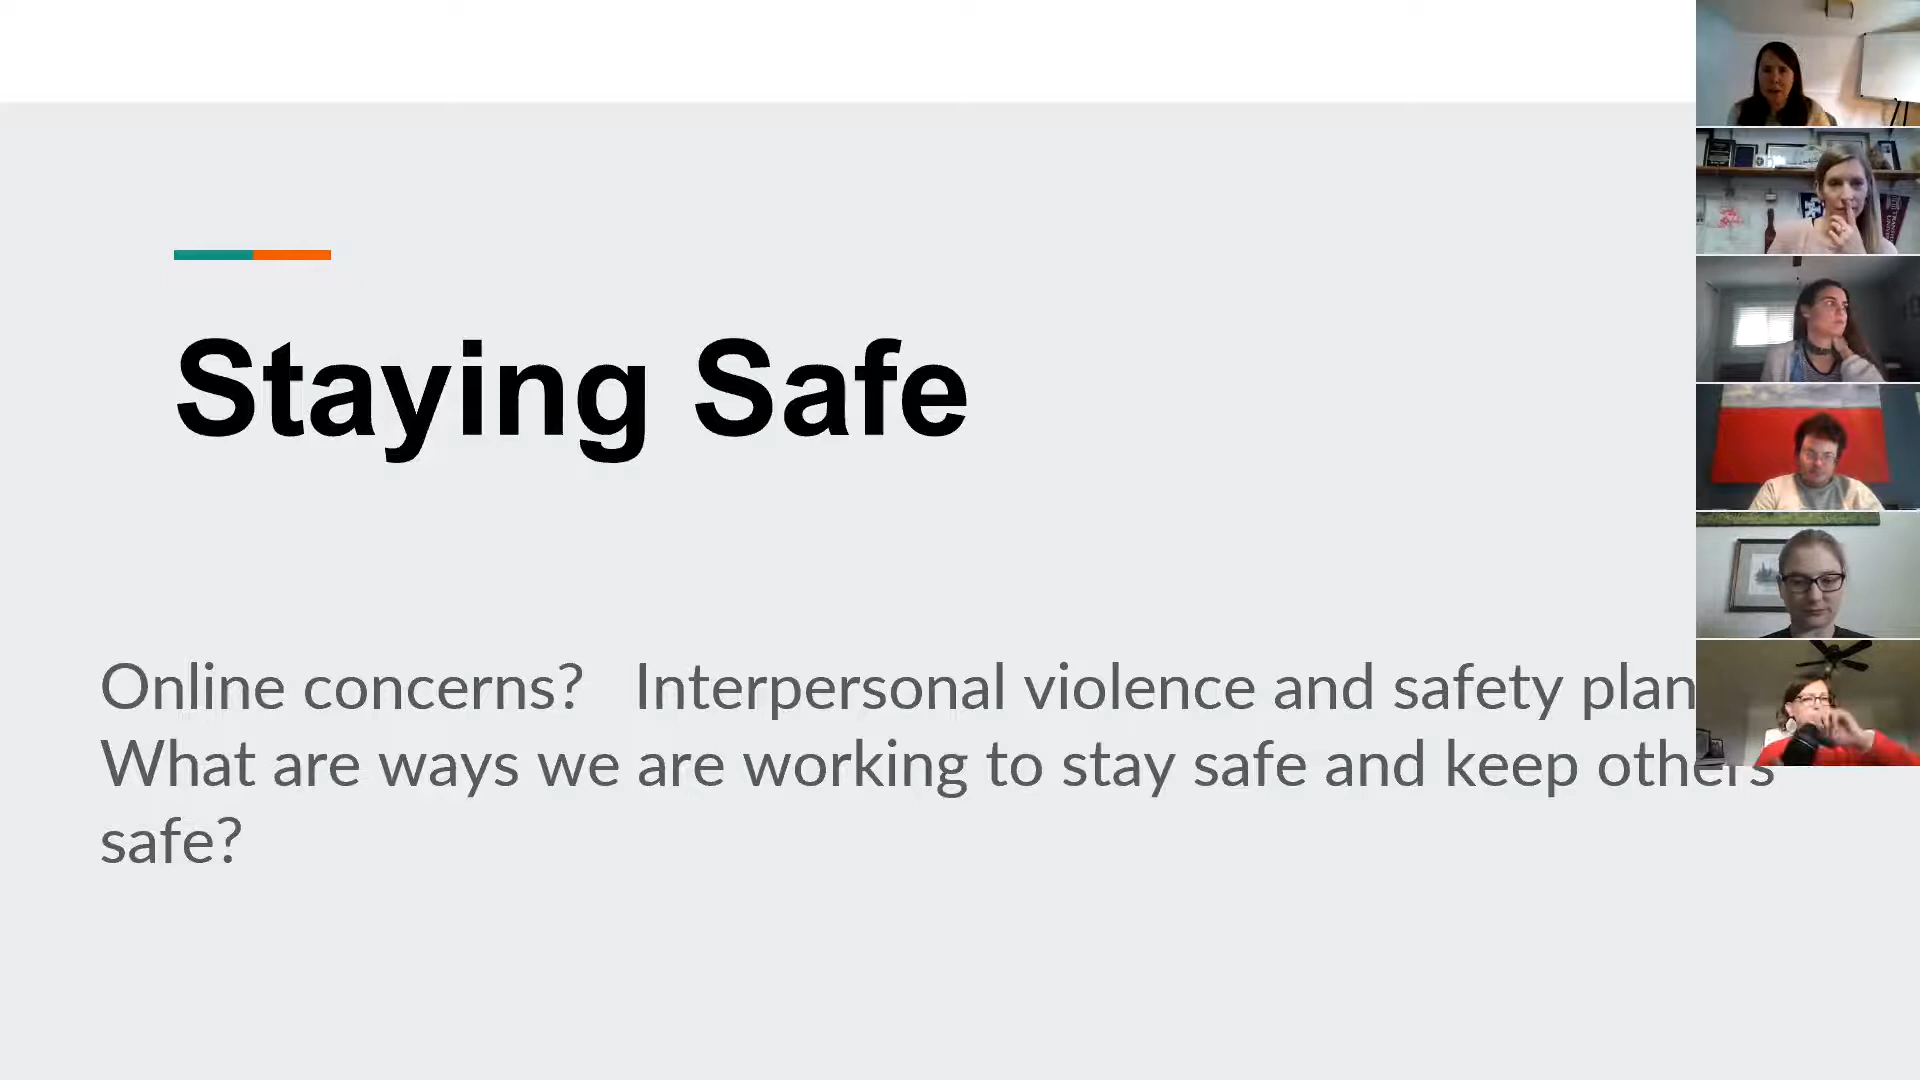 Staying Safe
Online concerns? Interpersonal violence and safety plan
What are ways we are working to stay safe and keep others
safe?